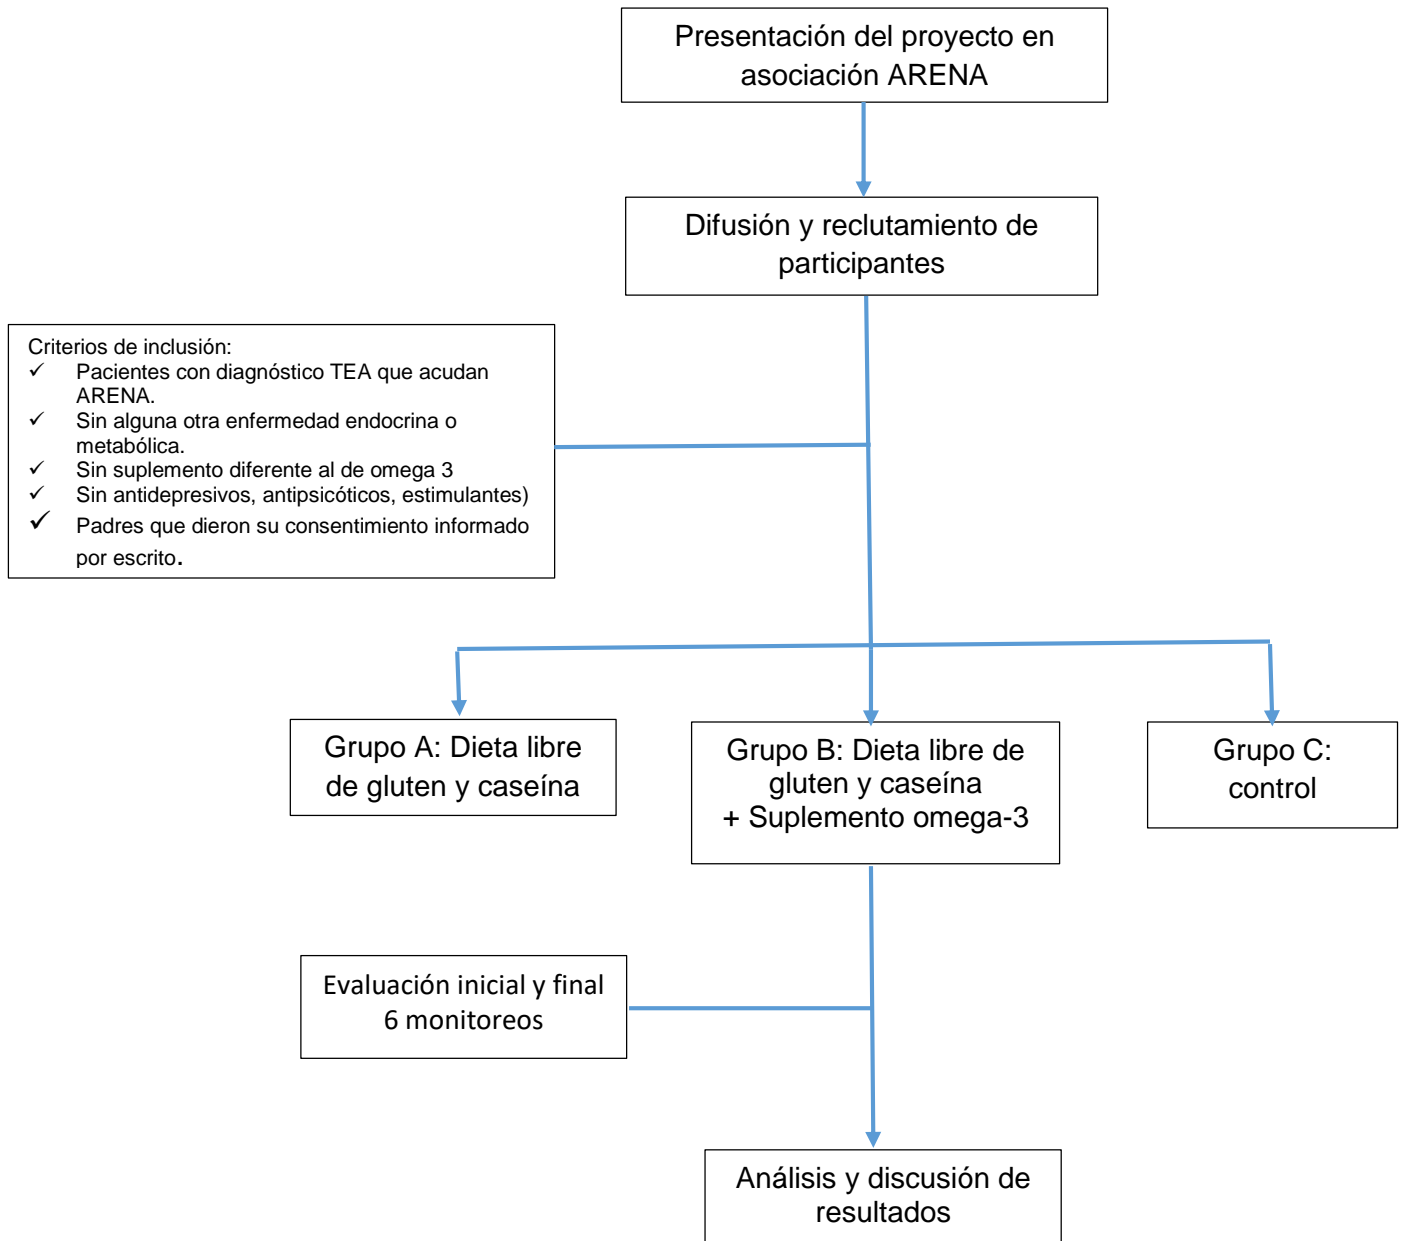 Presentación del proyecto en
asociación ARENA
Difusión y reclutamiento de
participantes
Criterios de inclusión:
✓ Pacientes con diagnóstico TEA que acudan
ARENA.
✓ Sin alguna otra enfermedad endocrina o
metabólica.
✓ Sin suplemento diferente al de omega 3
✓ Sin antidepresivos, antipsicóticos, estimulantes)
✓ Padres que dieron su consentimiento informado
por escrito.
Grupo A: Dieta libre
de gluten y caseína
Grupo B: Dieta libre de
gluten y caseína
+ Suplemento omega-3
Grupo C:
control
Evaluación inicial y final
6 monitoreos
Análisis y discusión de
resultados